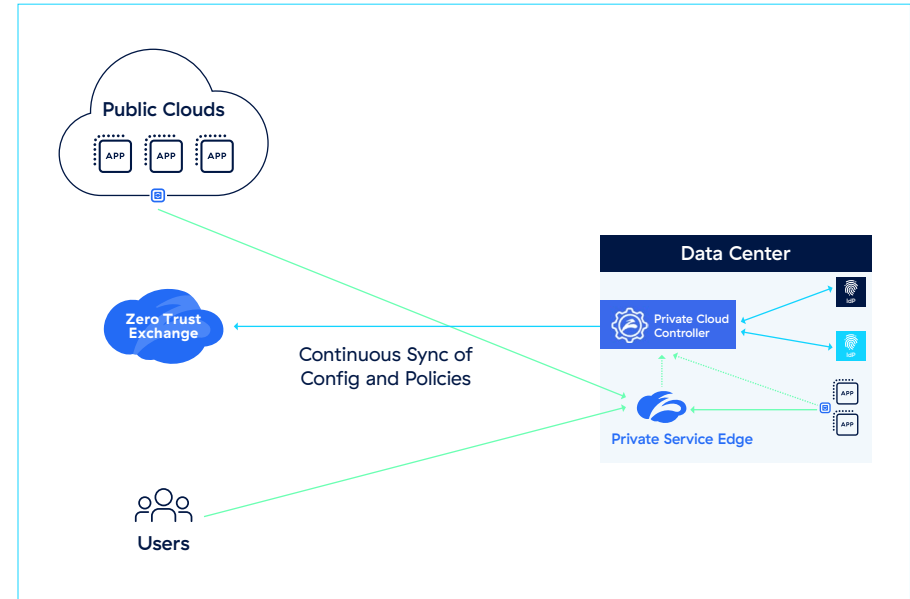 Public Clouds
APP
APP
APP
Data Center
Zero Trust
Exchange
Private Cloud
Controller
IdP
IdP
Continuous Sync of
Config and Policies
APP
APP
Private Service Edge
Users